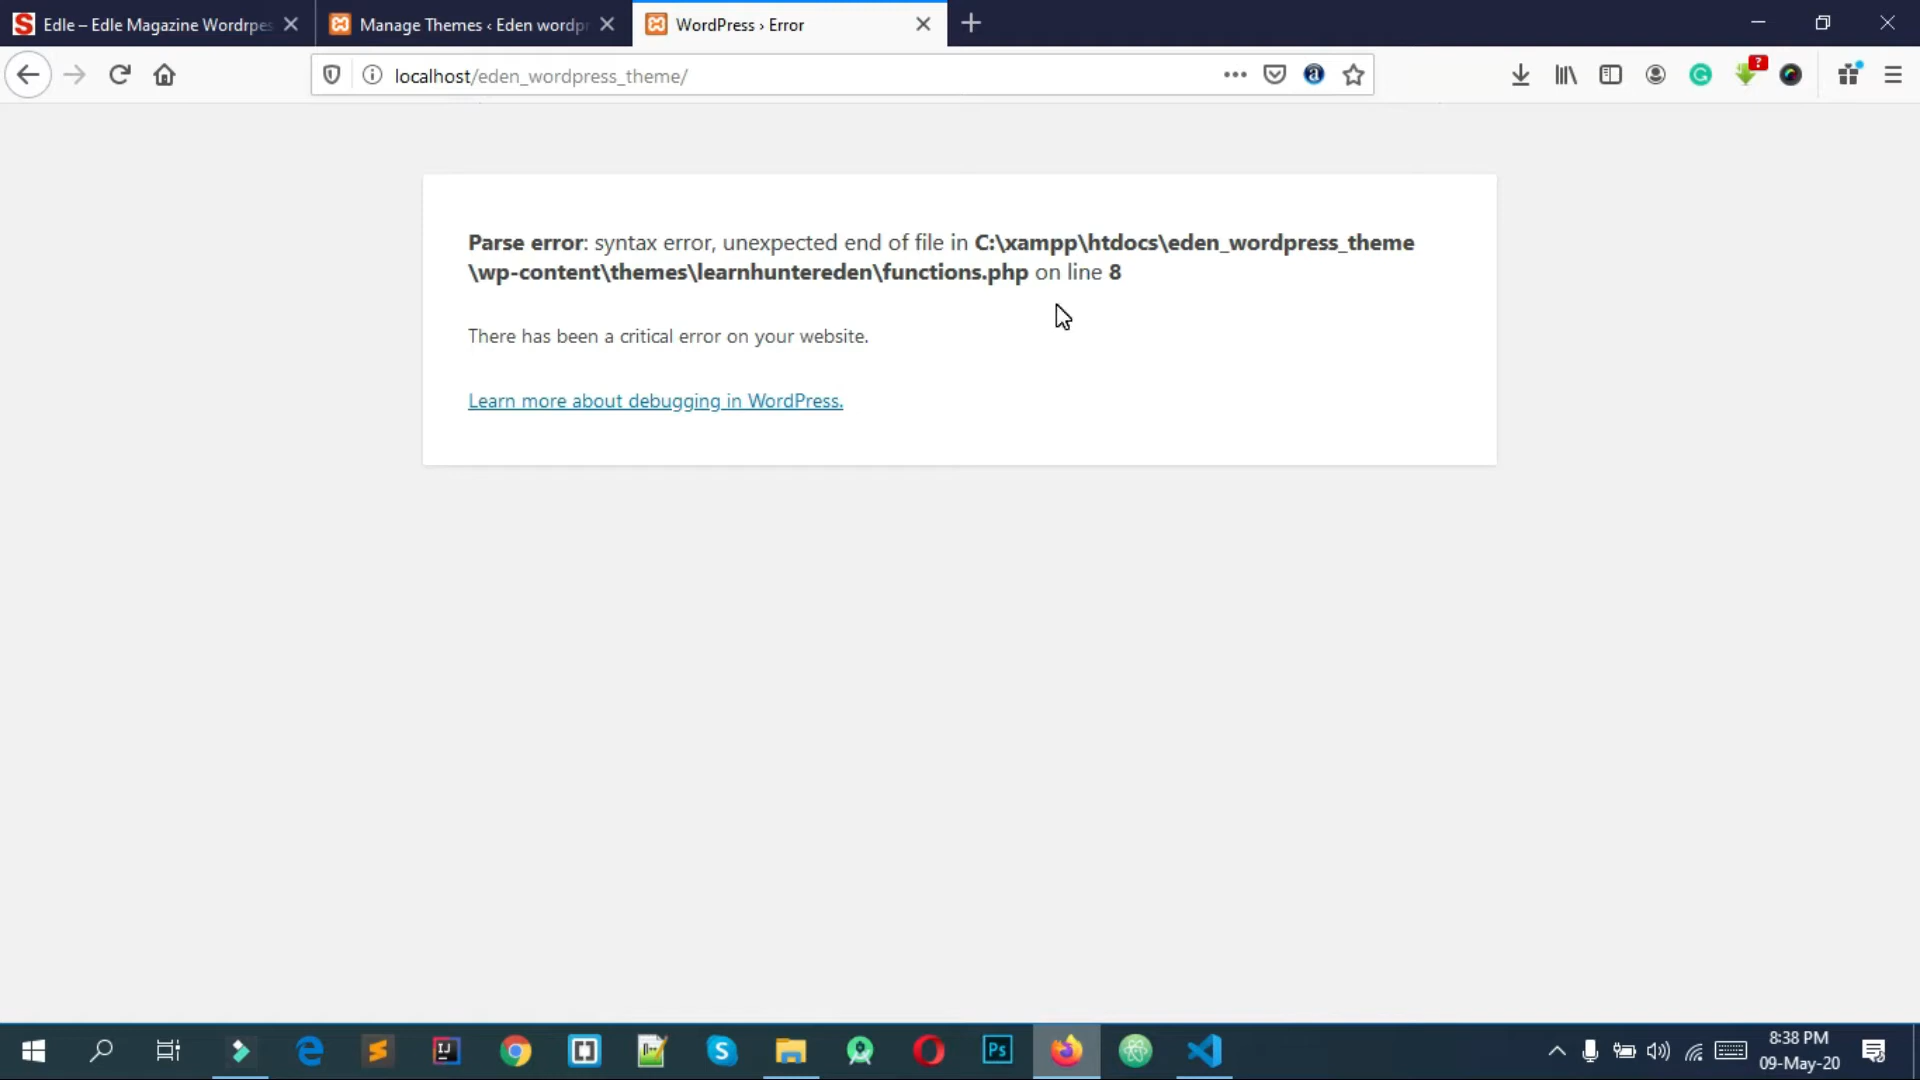 Edle – Edle Magazine Wordrpes
Manage Themes ‹ Eden wordpr
WordPress › Error
localhost/eden_wordpress_theme/
Parse error: syntax error, unexpected end of file in C:\xampp\htdocs\eden_wordpress_theme
\wp-content\themes\learnhuntereden\functions.php on line 8
There has been a critical error on your website.
Learn more about debugging in WordPress.
8:38 PM
09-May-20